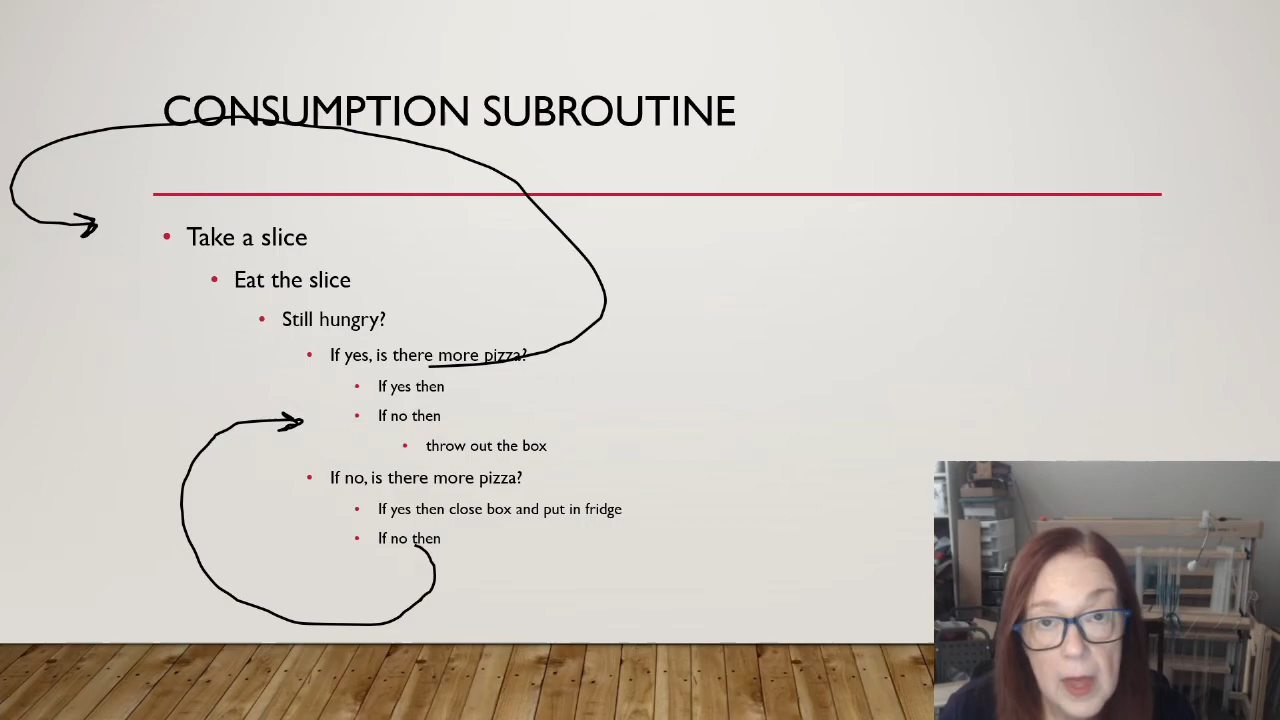 CONSUMPTION SUBROUTINE
Take a slice
Eat the slice
Still hungry?
If yes, is there more pizza?
If yes then
If no then
throw out the box
If no, is there more pizza?
If yes then close box and put in fridge
If no then